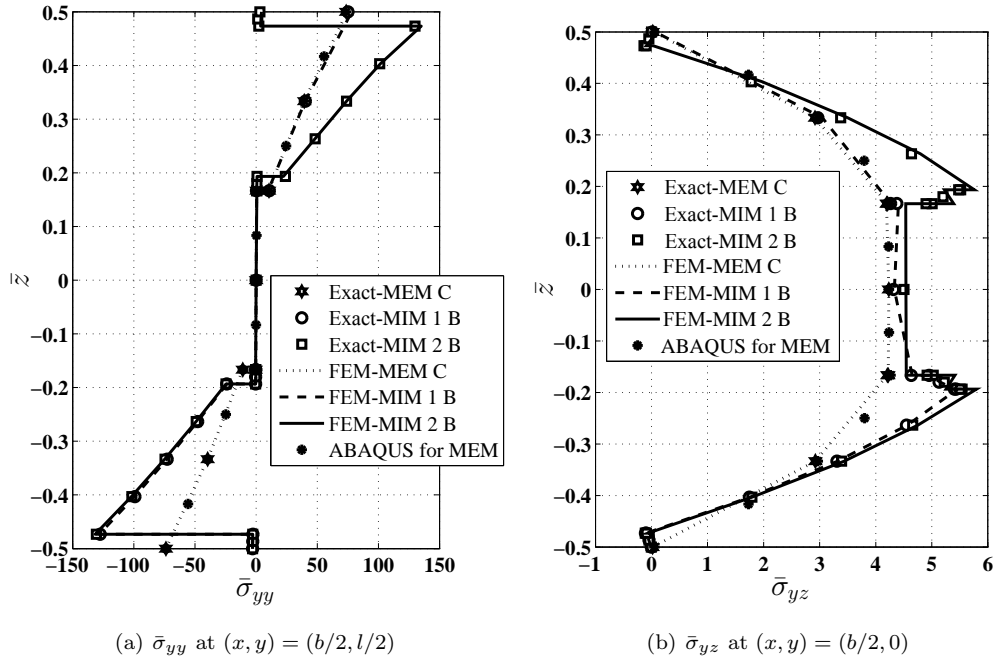 0.5
0.4
0.3
0.2
0.1
0
−0.1
−0.2
−0.3
−0.4
−0.5
z̄
−150 −100 −50 0 50 100 150
σ̄yy
Exact-MEM C
Exact-MIM 1 B
Exact-MIM 2 B
FEM-MEM C
FEM-MIM 1 B
FEM-MIM 2 B
ABAQUS for MEM
(a) σ̄yy at (x, y) = (b/2, l/2)
0.5
0.4
0.3
0.2
0.1
0
−0.1
−0.2
−0.3
−0.4
−0.5
z̄
−1 0 1 2 3 4 5 6
σ̄yz
Exact-MEM C
Exact-MIM 1 B
Exact-MIM 2 B
FEM-MEM C
FEM-MIM 1 B
FEM-MIM 2 B
ABAQUS for MEM
(b) σ̄yz at (x, y) = (b/2, 0)